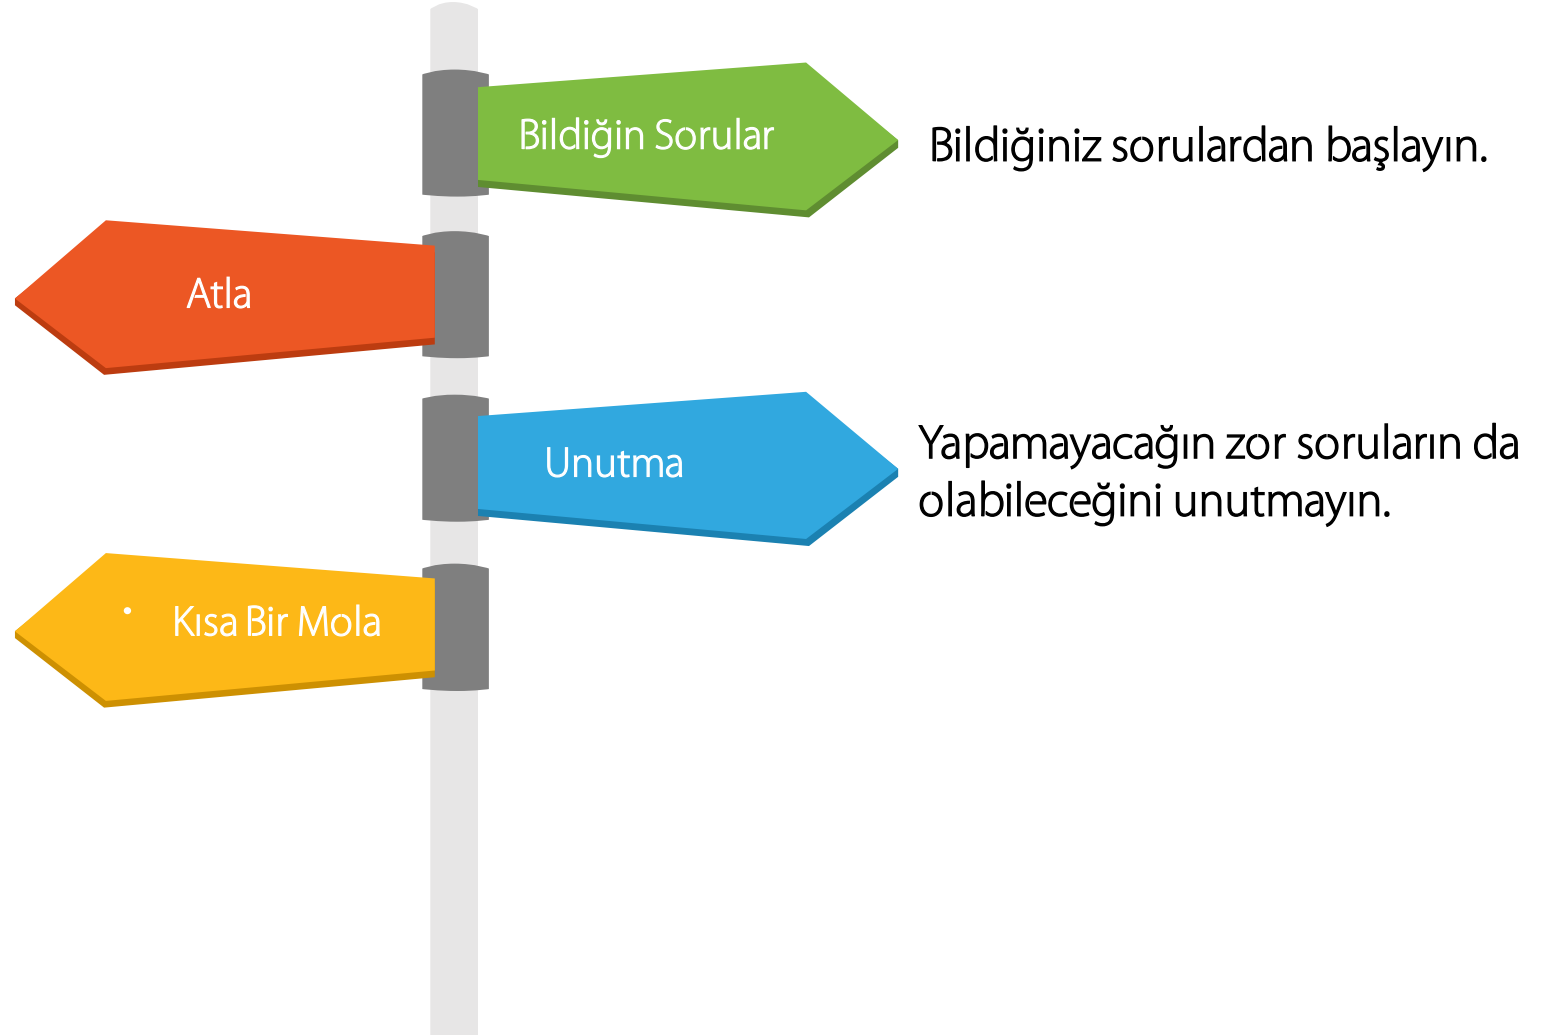 Bildiğin Sorular
Bildiğiniz sorulardan başlayın.
Atla
Unutma
Yapamayacağın zor soruların da
olabileceğini unutmayın.
• Kısa Bir Mola